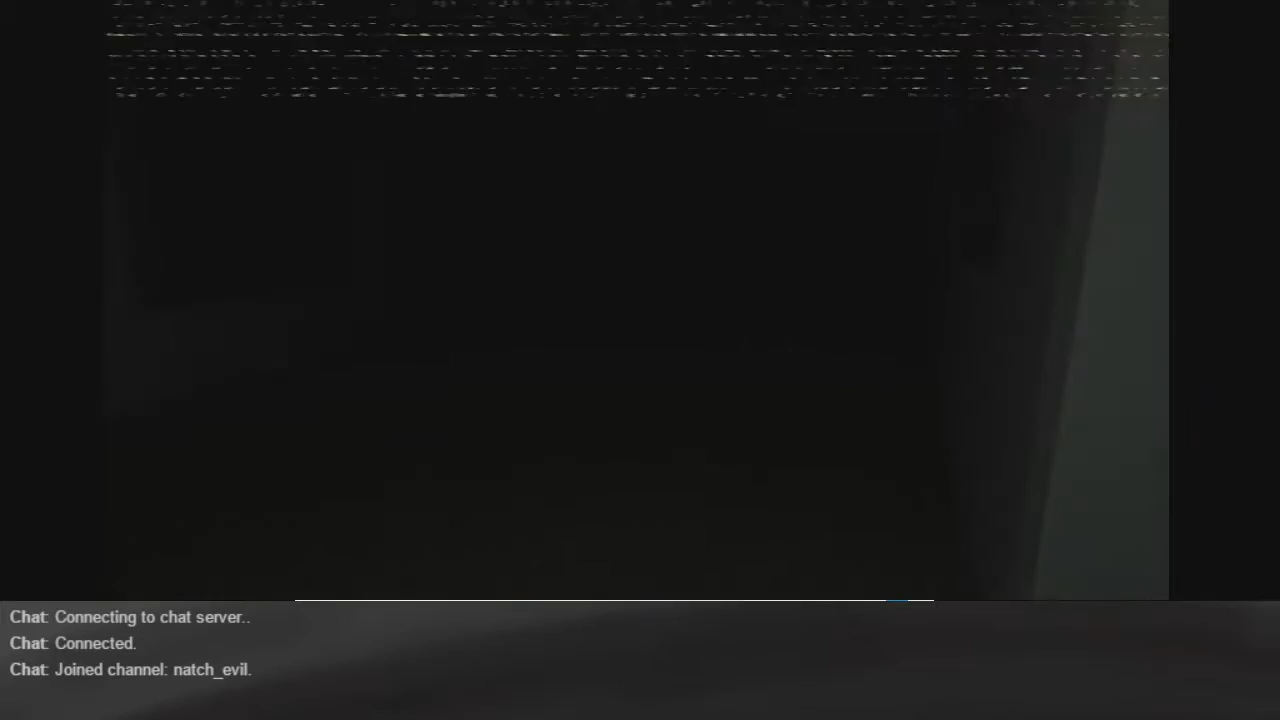 Chat: Connecting to chat server..
Chat: Connected.
Chat: Joined channel: natch_evil.